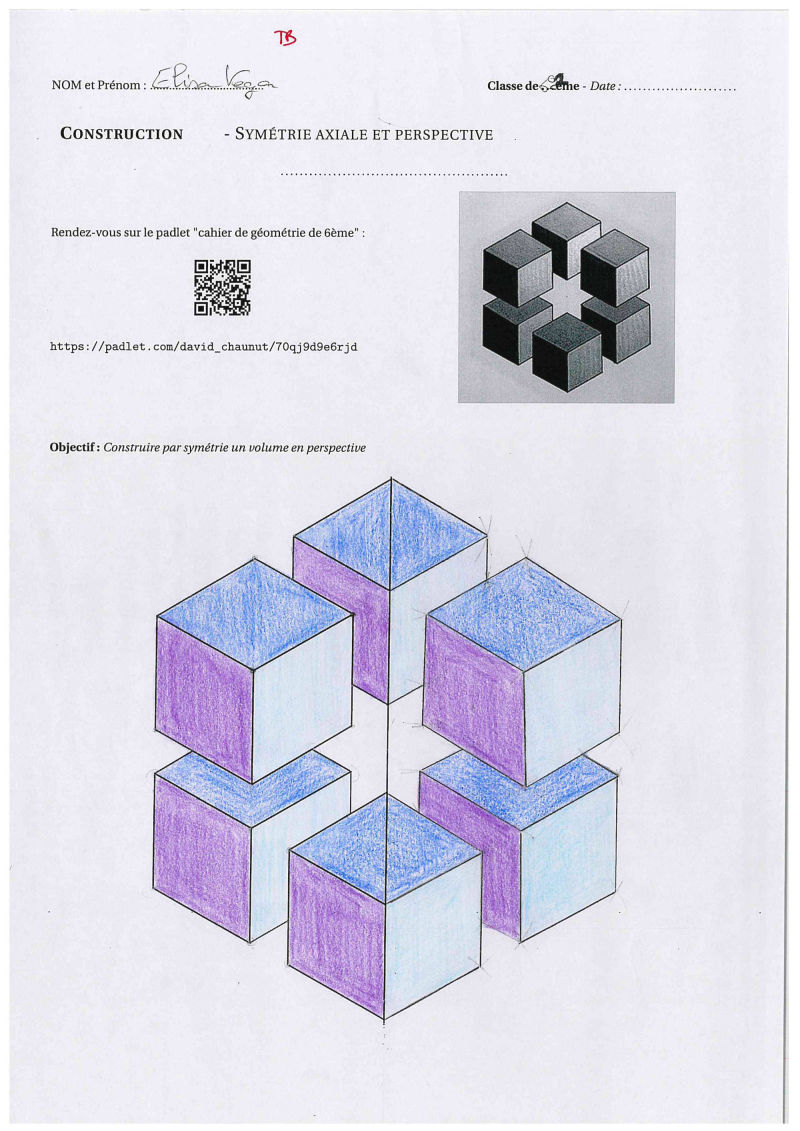 TB
NOM et Prénom : Elisa Vega
Classe de 6ème - Date : ........................
CONSTRUCTION - SYMÉTRIE AXIALE ET PERSPECTIVE
Rendez-vous sur le padlet "cahier de géométrie de 6ème" :
https://padlet.com/david_chaunut/70qj9d9e6rjd
Objectif : Construire par symétrie un volume en perspective